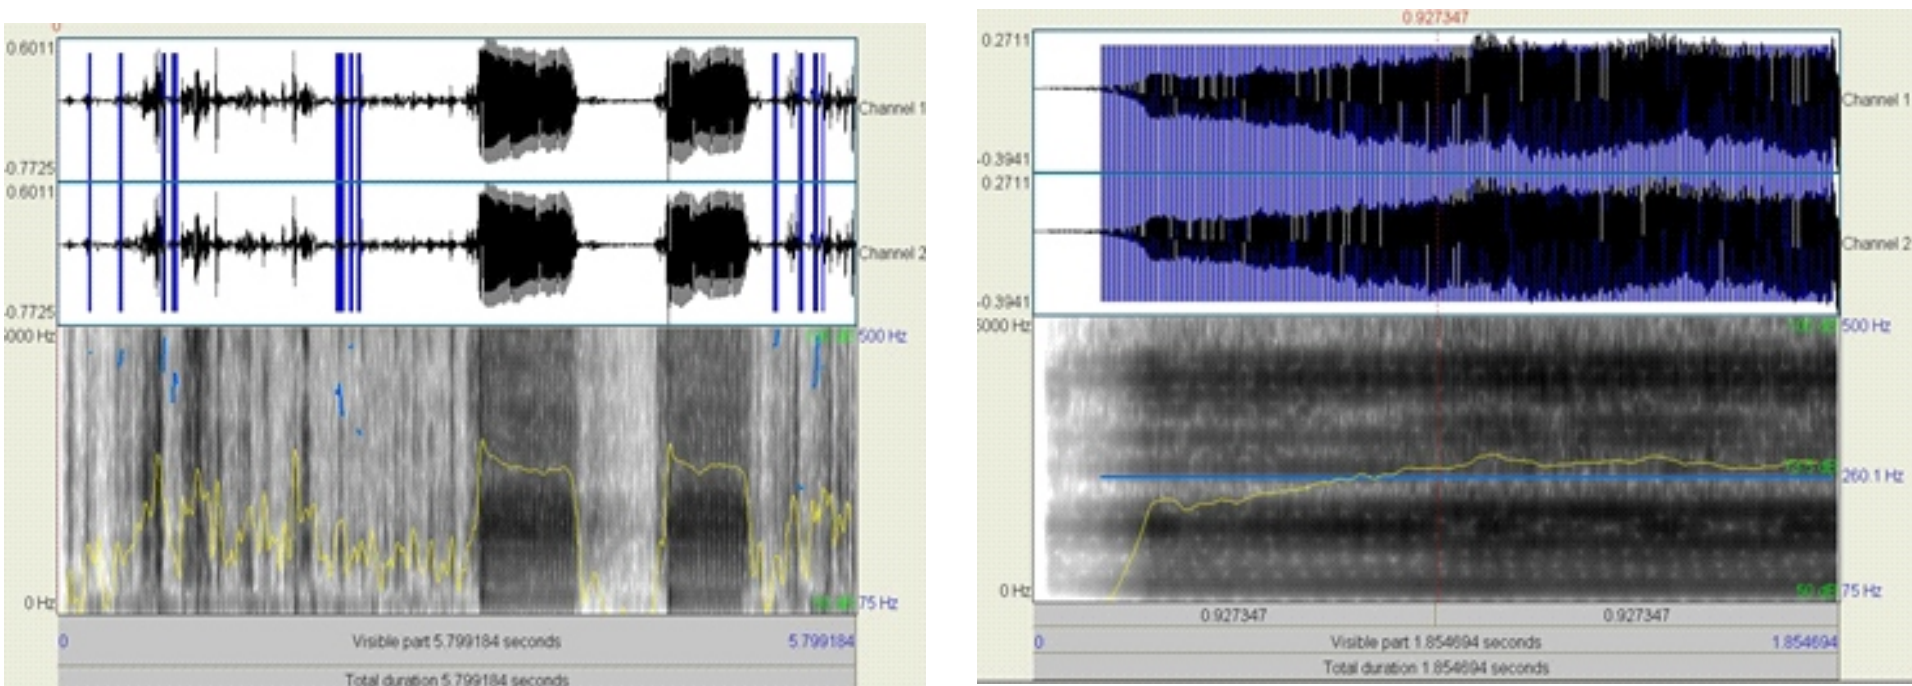 0
0.6011
Channel 1
-0.7725
0.6011
Channel 2
-0.7725
5000 Hz
500 Hz
0 Hz
75 Hz
0
Visible part 5.799184 seconds
5.799184
Total duration 5.799184 seconds
0.927347
0.2711
Channel 1
-0.3941
0.2711
Channel 2
-0.3941
5000 Hz
500 Hz
260.1 Hz
0 Hz
50 dB
75 Hz
0.927347
0.927347
0
Visible part 1.854694 seconds
1.854694
Total duration 1.854694 seconds